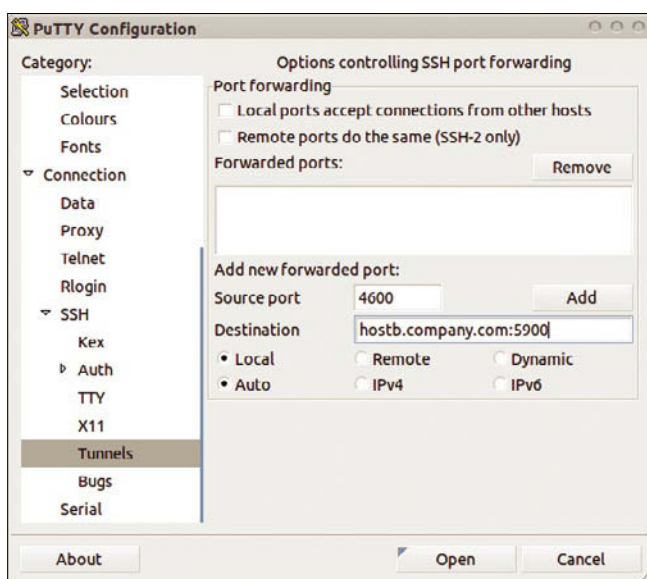 PuTTY Configuration
Category:
Selection
Colours
Fonts
Connection
Data
Proxy
Telnet
Rlogin
SSH
Kex
Auth
TTY
X11
Tunnels
Bugs
Serial
Options controlling SSH port forwarding
Port forwarding
Local ports accept connections from other hosts
Remote ports do the same (SSH-2 only)
Forwarded ports:
Remove
Add new forwarded port:
Source port 4600 Add
Destination hostb.company.com:5900
Local Remote Dynamic
Auto IPv4 IPv6
About Open Cancel